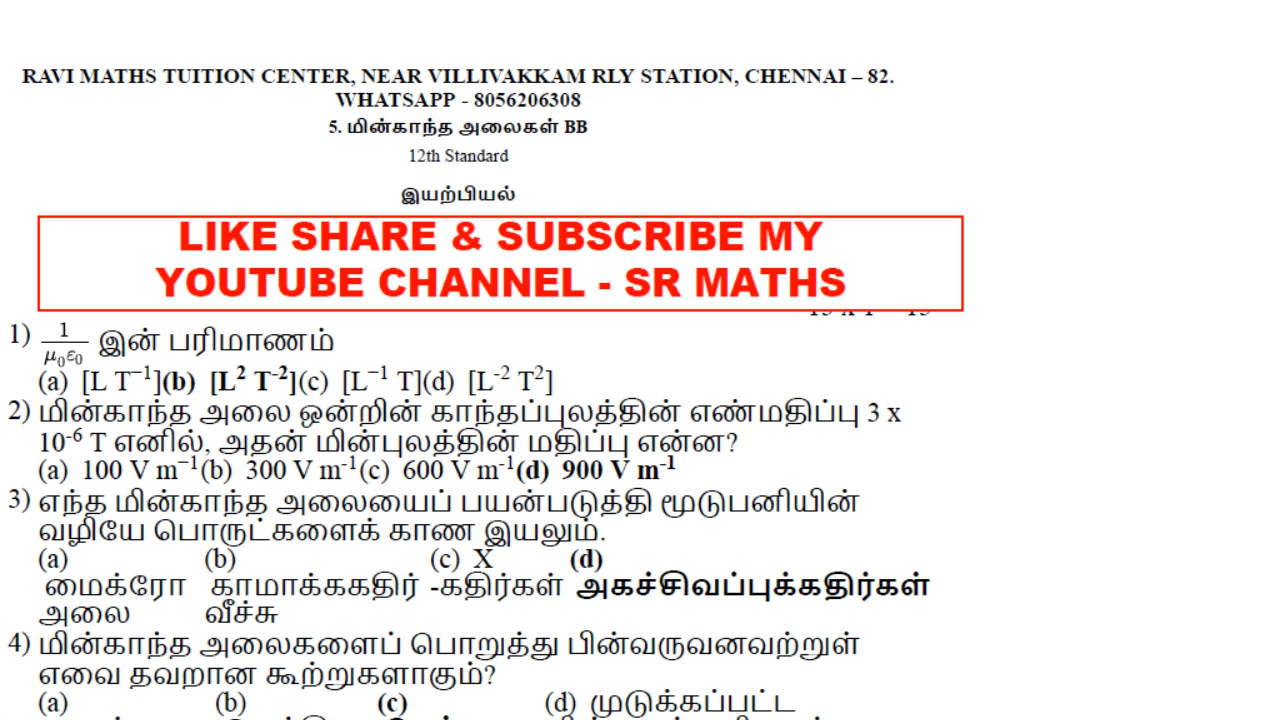 RAVI MATHS TUITION CENTER, NEAR VILLIVAKKAM RLY STATION, CHENNAI – 82.
WHATSAPP - 8056206308
5. மின்காந்த அலைகள் BB
12th Standard
இயற்பியல்
LIKE SHARE & SUBSCRIBE MY
YOUTUBE CHANNEL - SR MATHS
1) 1/μ₀ε₀ இன் பரிமாணம்
(a) [L T⁻¹](b) [L² T⁻²](c) [L⁻¹ T](d) [L⁻² T²]
2) மின்காந்த அலை ஒன்றின் காந்தப்புலத்தின் எண்மதிப்பு 3 x
10⁻⁶ T எனில், அதன் மின்புலத்தின் மதிப்பு என்ன?
(a) 100 V m⁻¹(b) 300 V m⁻¹(c) 600 V m⁻¹(d) 900 V m⁻¹
3) எந்த மின்காந்த அலையைப் பயன்படுத்தி மூடுபனியின்
வழியே பொருட்களைக் காண இயலும்.
(a) (b) (c) X (d)
மைக்ரோ காமாக்ககதிர் -கதிர்கள் அகச்சிவப்புக்கதிர்கள்
அலை வீச்சு
4) மின்காந்த அலைகளைப் பொறுத்து பின்வருவனவற்றுள்
எவை தவறான கூற்றுகளாகும்?
(a) (b) (c) (d) முடுக்கப்பட்ட